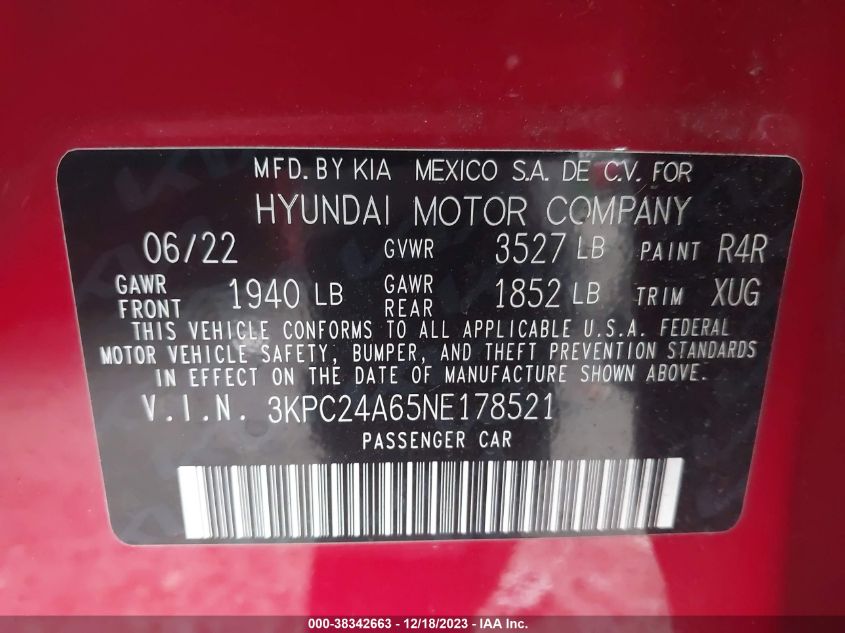 MFD. BY KIA MEXICO S.A. DE C.V. FOR
HYUNDAI MOTOR COMPANY
06/22 GVWR 3527 LB PAINT R4R
GAWR FRONT 1940 LB GAWR REAR 1852 LB TRIM XUG
THIS VEHICLE CONFORMS TO ALL APPLICABLE U.S.A. FEDERAL
MOTOR VEHICLE SAFETY, BUMPER, AND THEFT PREVENTION STANDARDS
IN EFFECT ON THE DATE OF MANUFACTURE SHOWN ABOVE.
V.I.N. 3KPC24A65NE178521
PASSENGER CAR
000-38342663 - 12/18/2023 - IAA Inc.